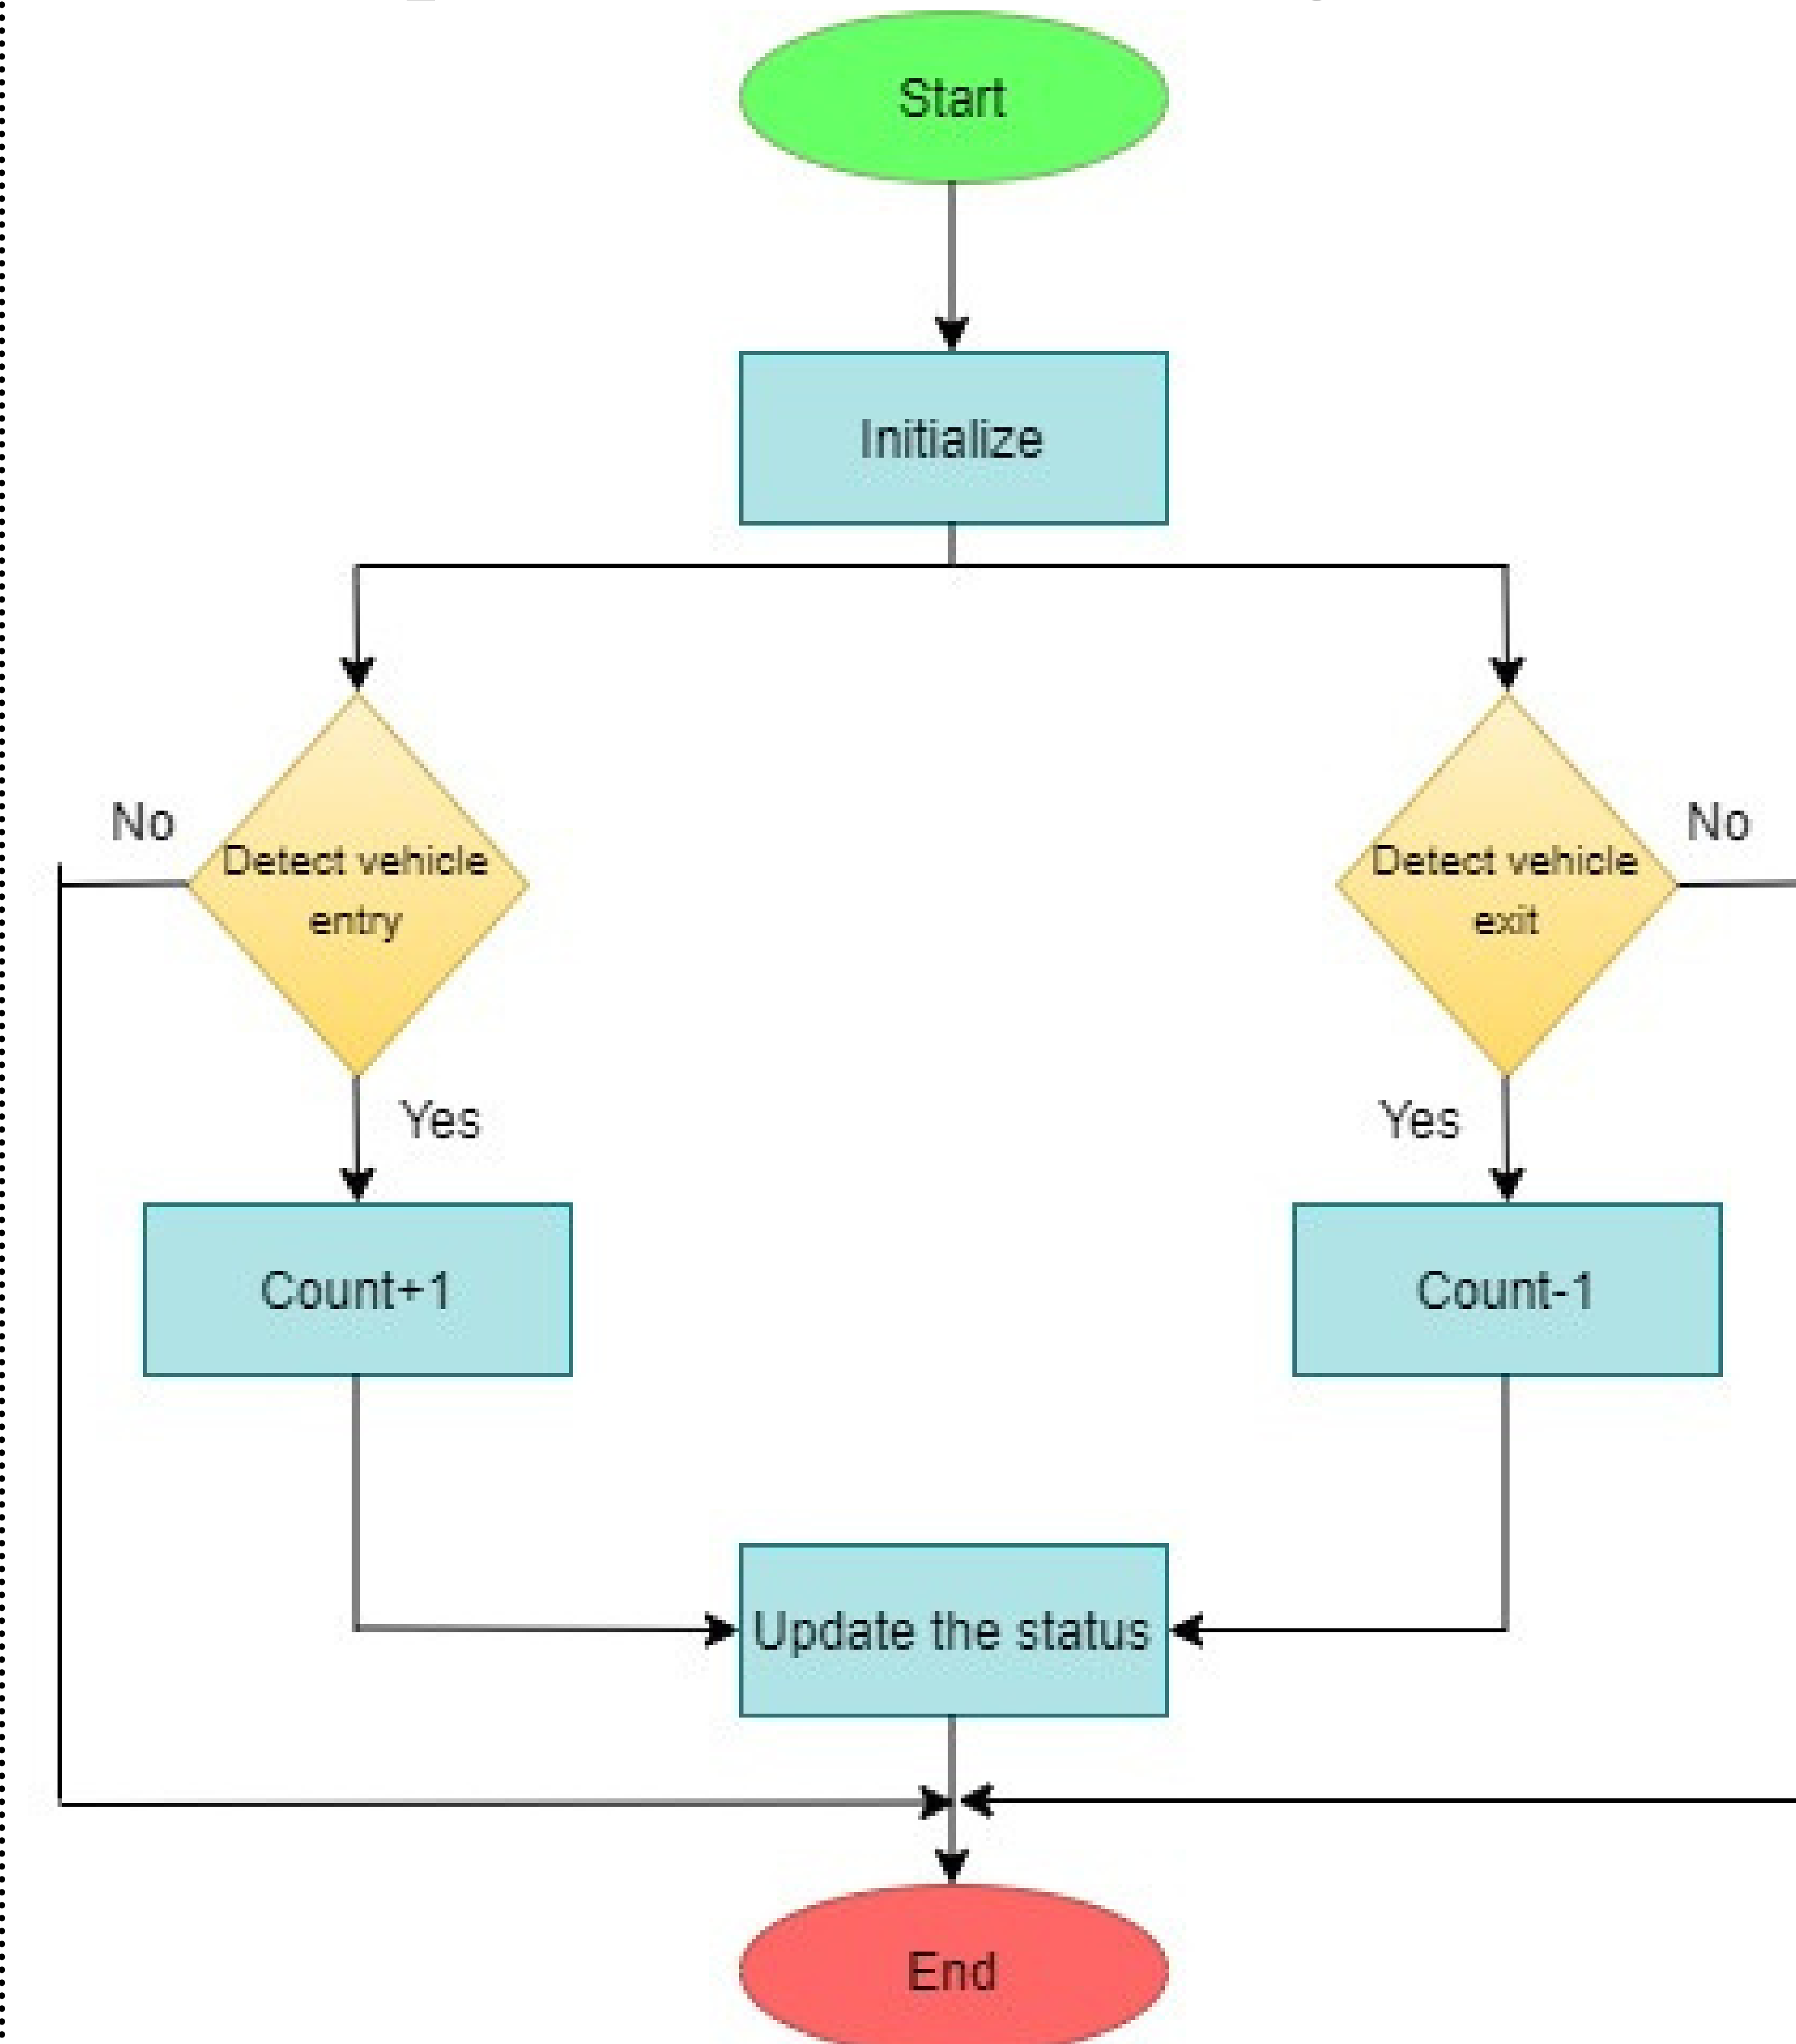 Start
Initialize
No
Detect vehicle
entry
Detect vehicle
exit
No
Yes
Yes
Count+1
Count-1
Update the status
End